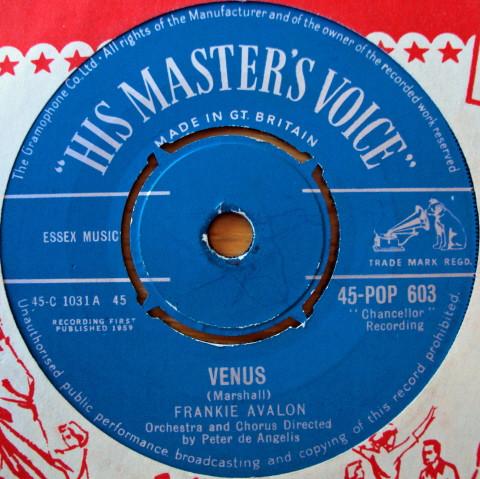 The Gramophone Co. Ltd. · All rights of the Manufacturer and of the owner of the recorded work reserved
"HIS MASTER'S VOICE"
MADE IN GT. BRITAIN
ESSEX MUSIC
TRADE MARK REGD.
45-C 1031A 45
45-POP 603
RECORDING FIRST
PUBLISHED 1959
"Chancellor"
Recording
VENUS
(Marshall)
FRANKIE AVALON
Orchestra and Chorus Directed
by Peter de Angelis
Unauthorised public performance broadcasting and copying of this record prohibited.